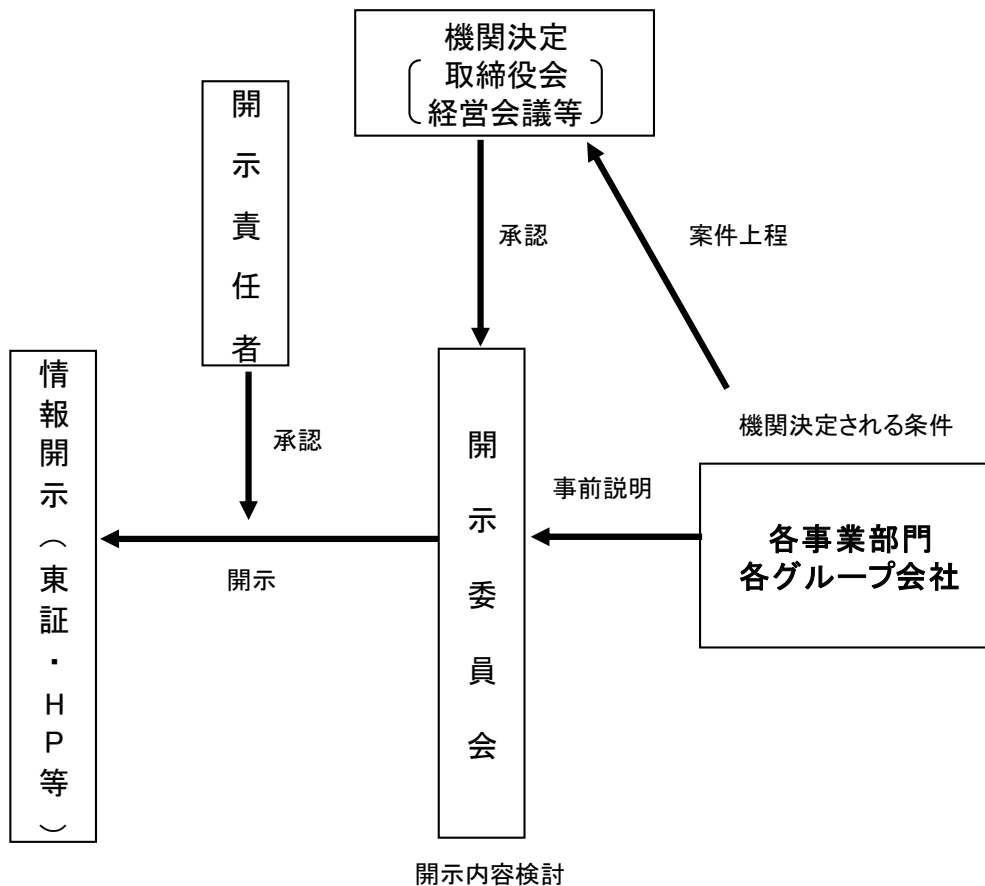 機関決定
取締役会
経営会議等
開示責任者
承認
案件上程
情報開示（東証・HP等）
承認
開示
開示委員会
事前説明
機関決定される条件
各事業部門
各グループ会社
開示内容検討